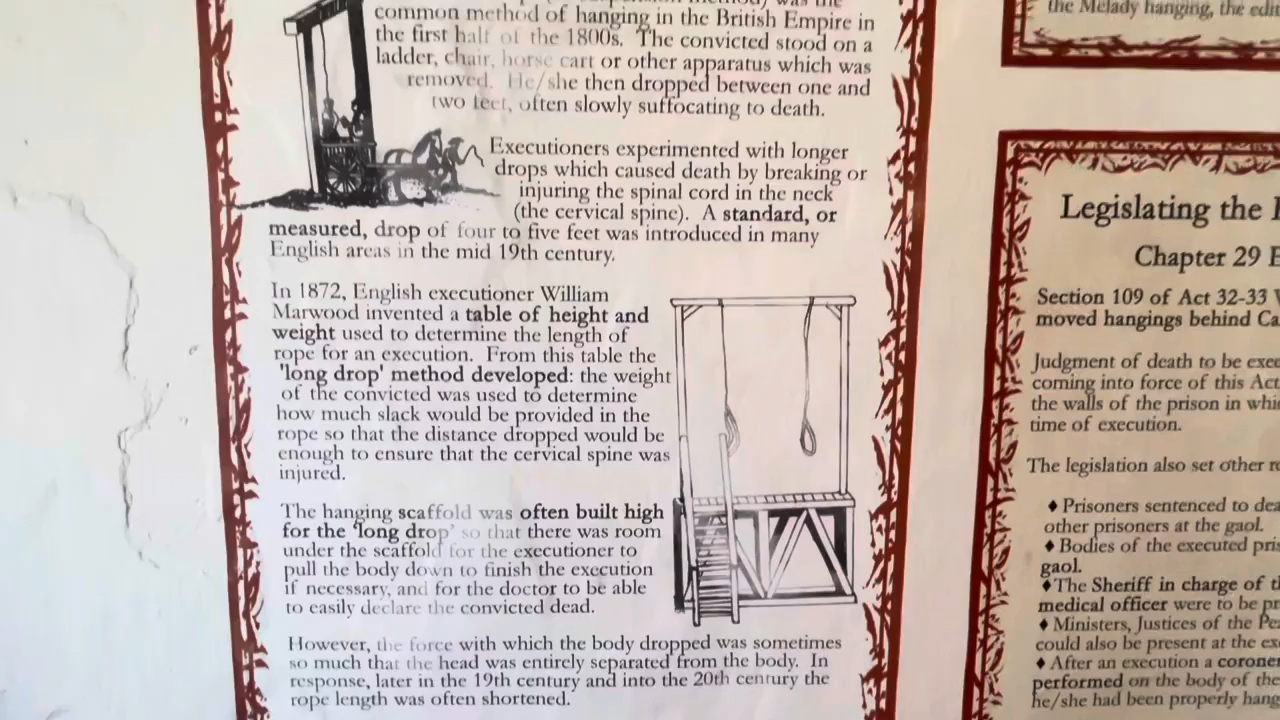 was the
common method of hanging in the British Empire in
the first half of the 1800s. The convicted stood on a
ladder, chair, horse cart or other apparatus which was
removed. He/she then dropped between one and
two feet, often slowly suffocating to death.
Executioners experimented with longer
drops which caused death by breaking or
injuring the spinal cord in the neck
(the cervical spine). A standard, or
measured, drop of four to five feet was introduced in many
English areas in the mid 19th century.
In 1872, English executioner William
Marwood invented a table of height and
weight used to determine the length of
rope for an execution. From this table the
'long drop' method developed: the weight
of the convicted was used to determine
how much slack would be provided in the
rope so that the distance dropped would be
enough to ensure that the cervical spine was
injured.
The hanging scaffold was often built high
for the 'long drop' so that there was room
under the scaffold for the executioner to
pull the body down to finish the execution
if necessary, and for the doctor to be able
to easily declare the convicted dead.
However, the force with which the body dropped was sometimes
so much that the head was entirely separated from the body. In
response, later in the 19th century and into the 20th century the
rope length was often shortened.
the Melady hanging, the
Legislating the
Chapter 29
Section 109 of Act 32-33
moved hangings behind
Judgment of death to be
coming into force of this Act
the walls of the prison in
time of execution.
The legislation also set other
♦ Prisoners sentenced to
other prisoners at the gaol.
♦ Bodies of the executed
gaol.
♦ The Sheriff in charge of
medical officer were to be
♦ Ministers, Justices of the
could also be present at the
♦ After an execution a
performed on the body of the
he/she had been properly